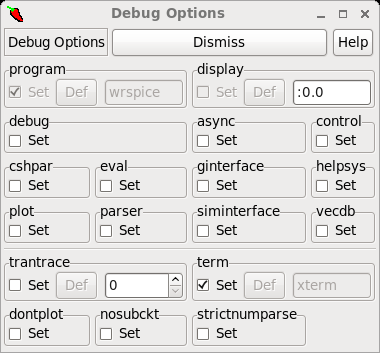 Debug Options
Debug Options Dismiss Help
program display
Set Def wrspice Set Def :0.0
debug async control
Set Set Set
cshpar eval ginterface helpsys
Set Set Set Set
plot parser siminterface vecdb
Set Set Set Set
trantrace term
Set Def 0 Set Def xterm
dontplot nosubckt strictnumparse
Set Set Set